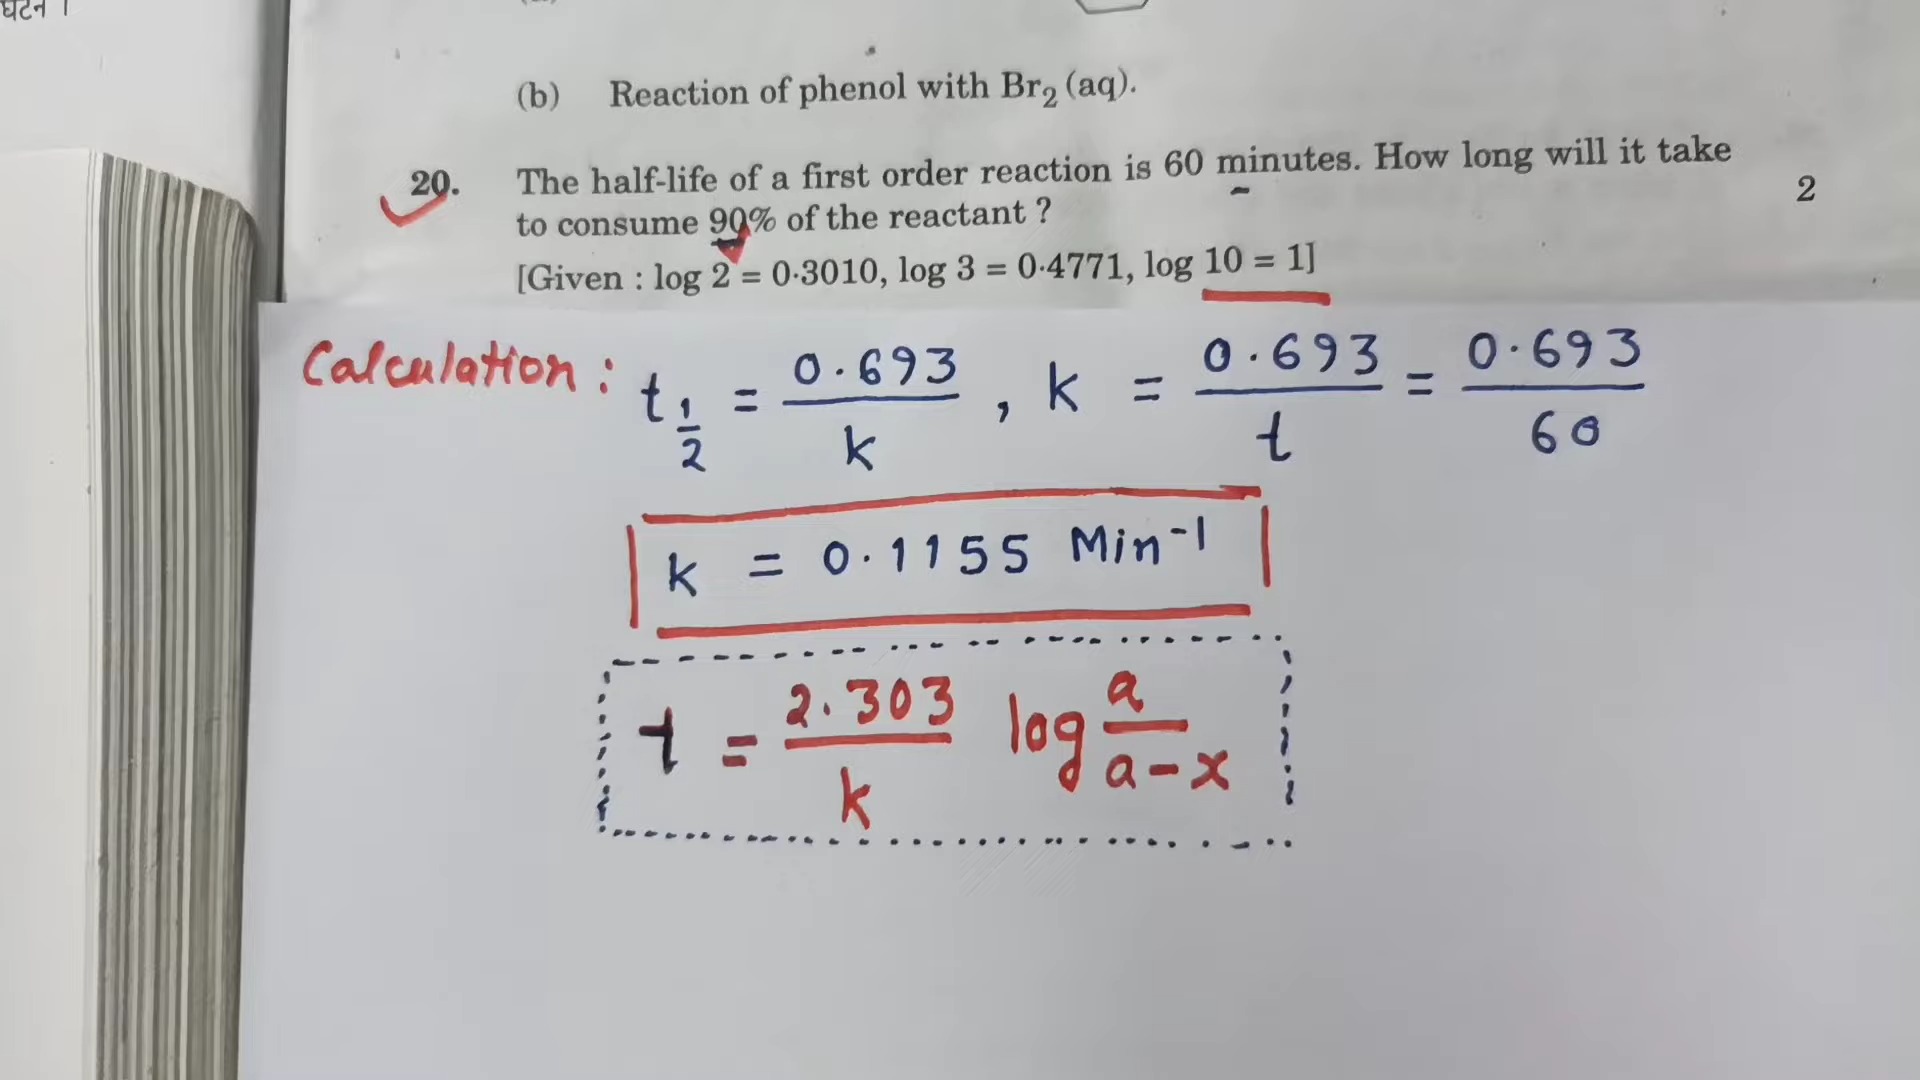 घटन ।
(b) Reaction of phenol with Br₂ (aq).
20. The half-life of a first order reaction is 60 minutes. How long will it take
to consume 90% of the reactant ? 2
[Given : log 2 = 0·3010, log 3 = 0·4771, log 10 = 1]
Calculation : t 1/2 = 0.693/k , k = 0.693/t = 0.693/60
k = 0.1155 Min⁻¹
t = 2.303/k log a/a-x